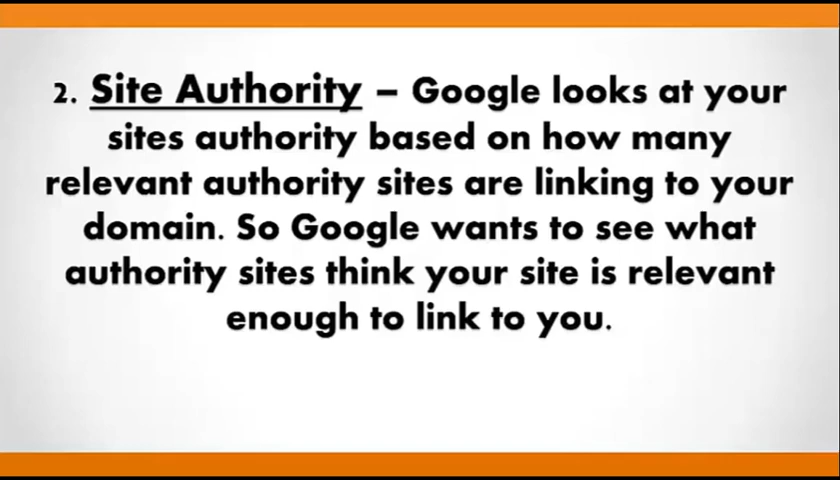 2. Site Authority – Google looks at your
sites authority based on how many
relevant authority sites are linking to your
domain. So Google wants to see what
authority sites think your site is relevant
enough to link to you.